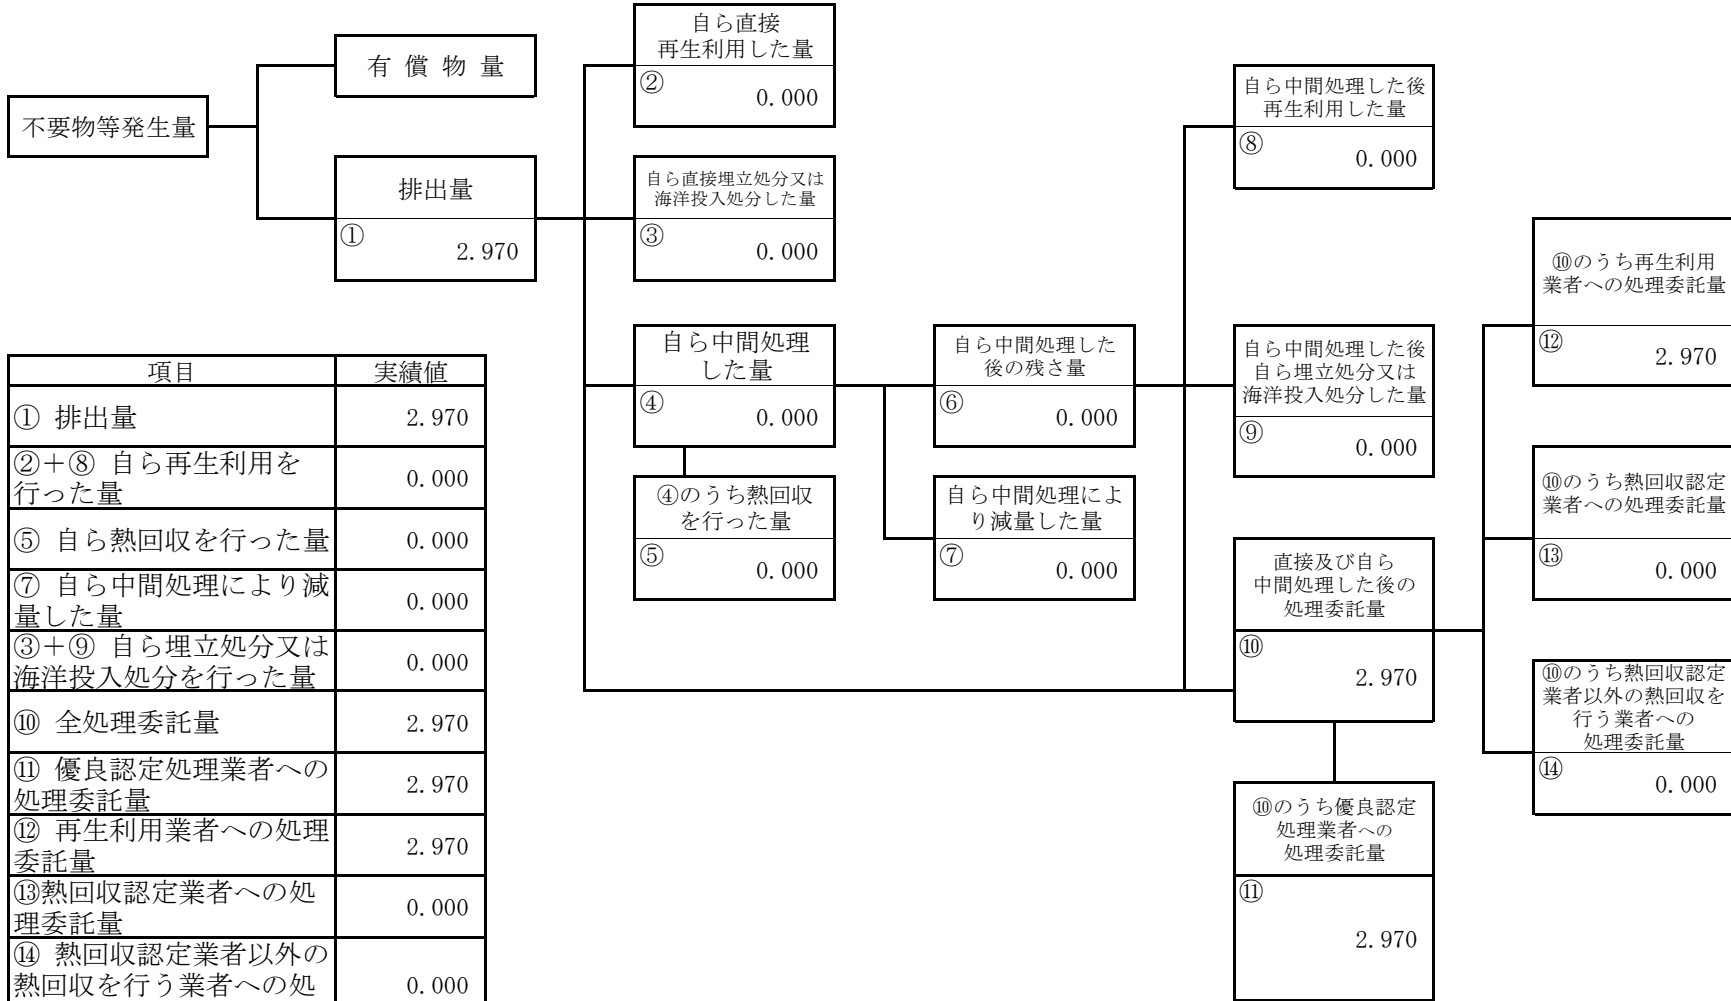 不要物等発生量
有 償 物 量
排出量
①
2.970
自ら直接
再生利用した量
②
0.000
自ら直接埋立処分又は
海洋投入処分した量
③
0.000
自ら中間処理
した量
④
0.000
④のうち熱回収
を行った量
⑤
0.000
自ら中間処理した
後の残さ量
⑥
0.000
自ら中間処理によ
り減量した量
⑦
0.000
自ら中間処理した後
再生利用した量
⑧
0.000
自ら中間処理した後
自ら埋立処分又は
海洋投入処分した量
⑨
0.000
直接及び自ら
中間処理した後の
処理委託量
⑩
2.970
⑩のうち優良認定
処理業者への
処理委託量
⑪
2.970
⑩のうち再生利用
業者への処理委託量
⑫
2.970
⑩のうち熱回収認定
業者への処理委託量
⑬
0.000
⑩のうち熱回収認定
業者以外の熱回収を
行う業者への
処理委託量
⑭
0.000
項目 実績値
① 排出量 2.970
②+⑧ 自ら再生利用を
行った量 0.000
⑤ 自ら熱回収を行った量 0.000
⑦ 自ら中間処理により減
量した量 0.000
③+⑨ 自ら埋立処分又は
海洋投入処分を行った量 0.000
⑩ 全処理委託量 2.970
⑪ 優良認定処理業者への
処理委託量 2.970
⑫ 再生利用業者への処理
委託量 2.970
⑬熱回収認定業者への処
理委託量 0.000
⑭ 熱回収認定業者以外の
熱回収を行う業者への処 0.000